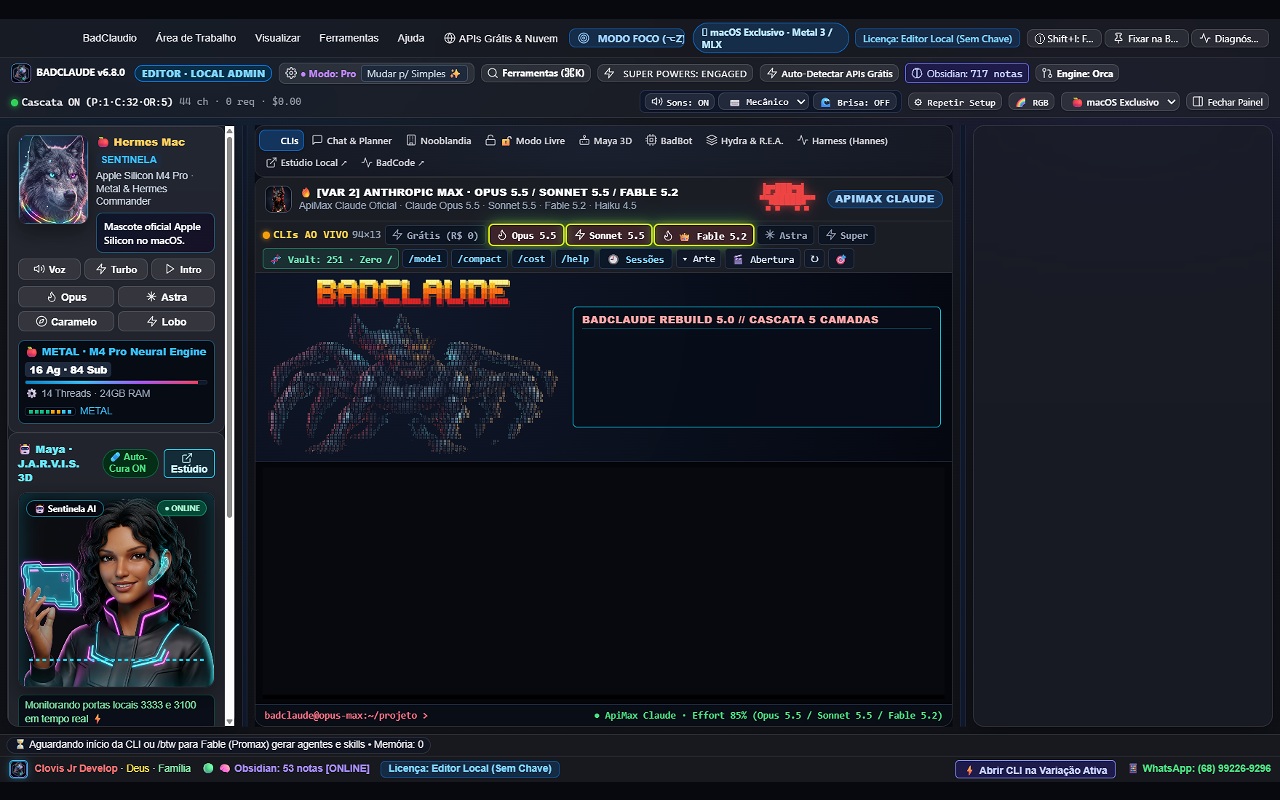 BadClaudio Área de Trabalho Visualizar Ferramentas Ajuda APIs Grátis & Nuvem MODO FOCO (⌥Z) macOS Exclusivo · Metal 3 / MLX Licença: Editor Local (Sem Chave) Shift+I: F... Fixar na B... Diagnós...
BADCLAUDE v6.8.0 EDITOR · LOCAL ADMIN ● Modo: Pro Mudar p/ Simples ✨ Ferramentas (⌘K) SUPER POWERS: ENGAGED Auto-Detectar APIs Grátis Obsidian: 717 notas Engine: Orca
Cascata ON (P:1·C:32·OR:5) 44 ch · 0 req · $0.00 Sons: ON Mecânico Brisa: OFF Repetir Setup RGB macOS Exclusivo Fechar Painel
Hermes Mac
SENTINELA
Apple Silicon M4 Pro ·
Metal & Hermes
Commander
Mascote oficial Apple
Silicon no macOS.
Voz Turbo Intro
Opus Astra
Caramelo Lobo
METAL · M4 Pro Neural Engine
16 Ag · 84 Sub
14 Threads · 24GB RAM
METAL
Maya ·
J.A.R.V.I.S.
3D
Auto-
Cura ON
Estúdio
Sentinela AI ● ONLINE
Monitorando portas locais 3333 e 3100
em tempo real ⚡
CLIs Chat & Planner Nooblandia Modo Livre Maya 3D BadBot Hydra & R.E.A. Harness (Hannes)
Estúdio Local ↗ BadCode ↗
[VAR 2] ANTHROPIC MAX · OPUS 5.5 / SONNET 5.5 / FABLE 5.2
ApiMax Claude Oficial · Claude Opus 5.5 · Sonnet 5.5 · Fable 5.2 · Haiku 4.5
APIMAX CLAUDE
CLIs AO VIVO 94×13 Grátis (R$ 0) Opus 5.5 Sonnet 5.5 Fable 5.2 Astra Super
Vault: 251 · Zero / /model /compact /cost /help Sessões Arte Abertura ↻
BADCLAUDE
BADCLAUDE REBUILD 5.0 // CASCATA 5 CAMADAS
badclaude@opus-max:~/projeto > ● ApiMax Claude · Effort 85% (Opus 5.5 / Sonnet 5.5 / Fable 5.2)
⏳ Aguardando início da CLI ou /btw para Fable (Promax) gerar agentes e skills • Memória: 0
Clovis Jr Develop · Deus · Família Obsidian: 53 notas [ONLINE] Licença: Editor Local (Sem Chave) ⚡ Abrir CLI na Variação Ativa WhatsApp: (68) 99226-9296